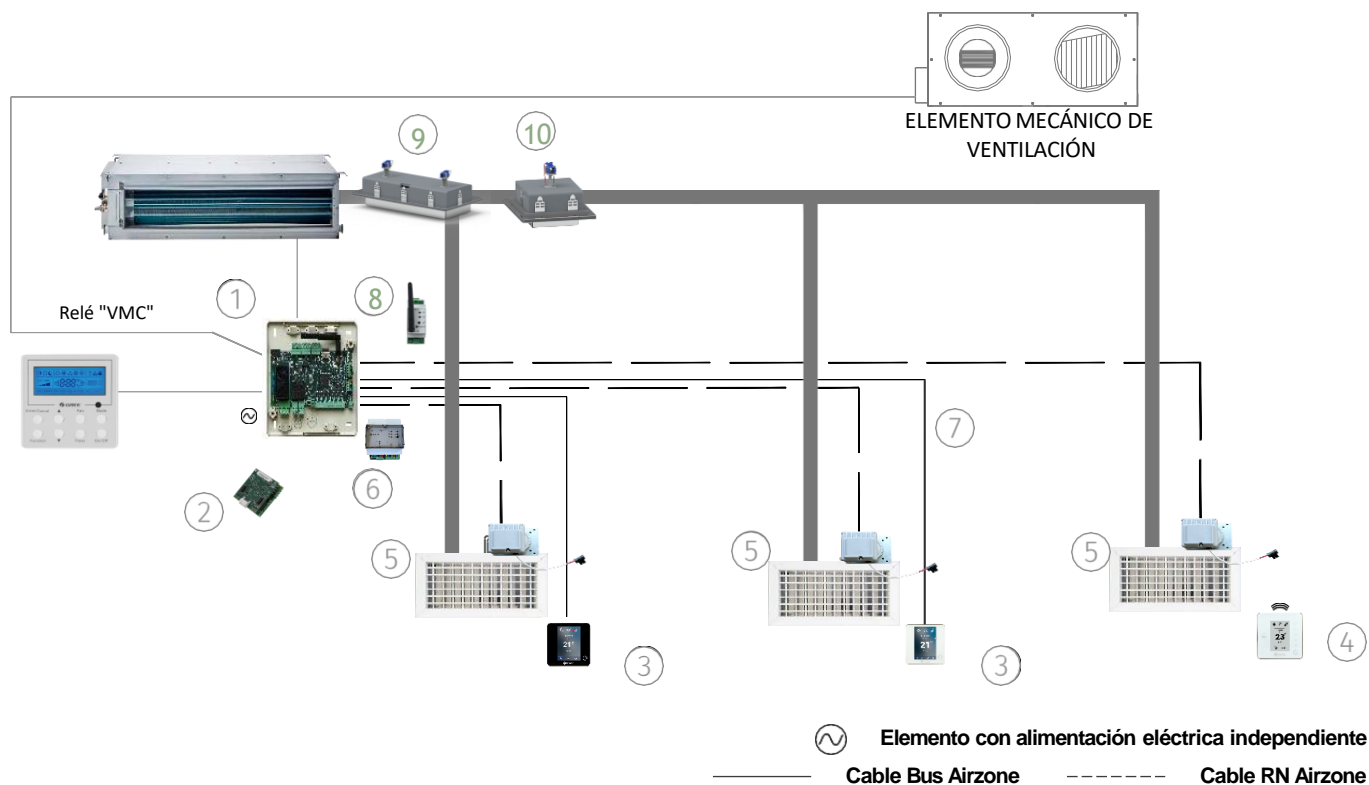 ELEMENTO MECÁNICO DE
VENTILACIÓN
9
10
1
8
Relé "VMC"
7
2
6
5
5
5
21
21
23
3
3
4
Elemento con alimentación eléctrica independiente
Cable Bus Airzone
Cable RN Airzone